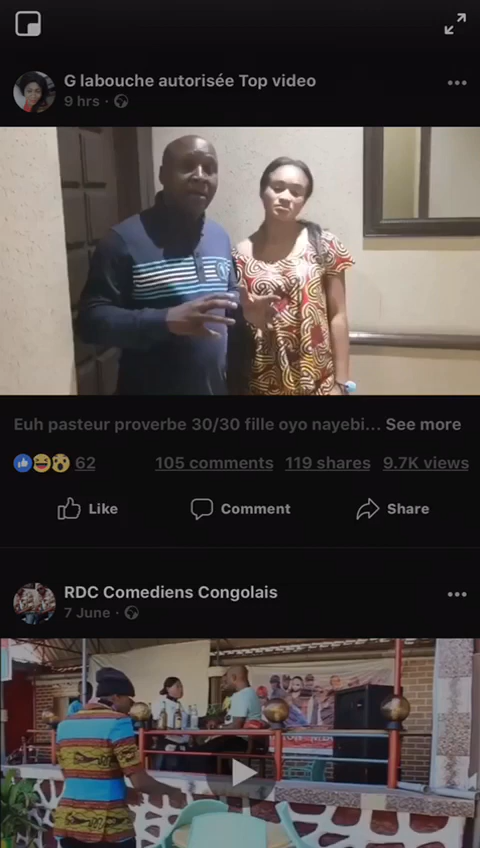 G labouche autorisée Top video
9 hrs ·
Euh pasteur proverbe 30/30 fille oyo nayebi... See more
62 105 comments 119 shares 9.7K views
Like Comment Share
RDC Comediens Congolais
7 June ·